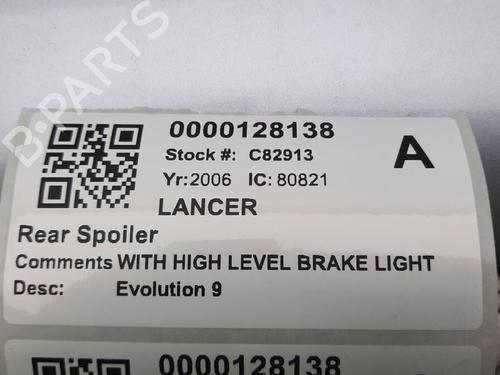 B-PARTS
0000128138
Stock #: C82913
A
Yr:2006 IC: 80821
LANCER
Rear Spoiler
Comments WITH HIGH LEVEL BRAKE LIGHT
Desc: Evolution 9
0000128138